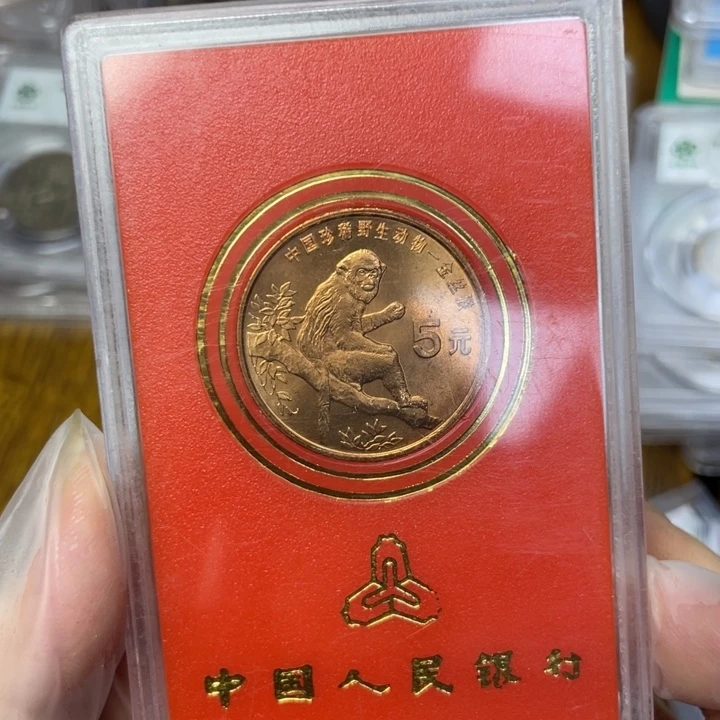 中国珍稀野生动物—金丝猴
5元
中国人民银行